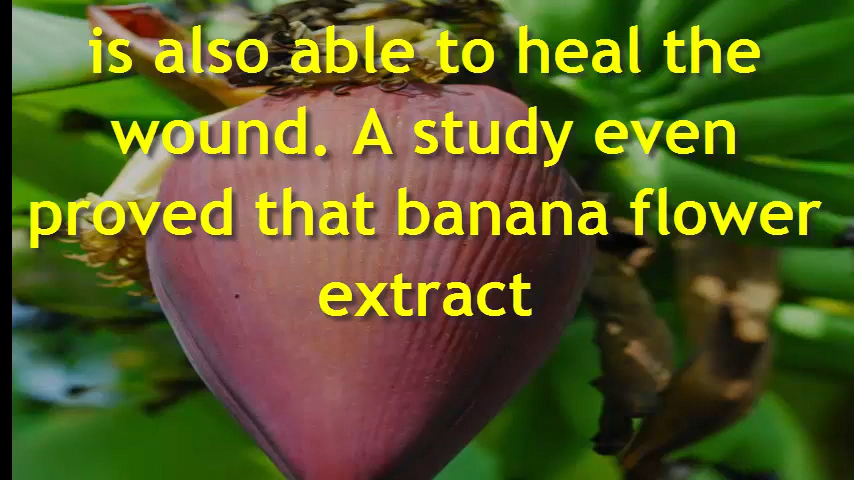 is also able to heal the
wound. A study even
proved that banana flower
extract